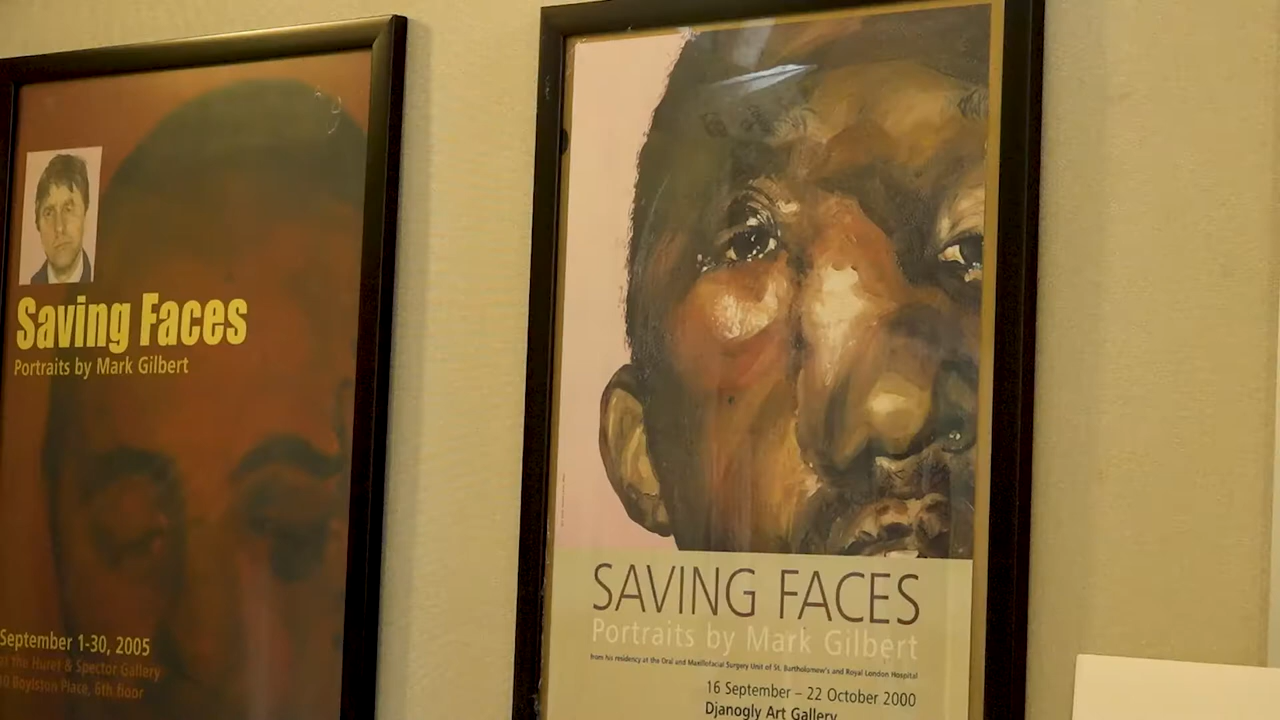 Saving Faces
Portraits by Mark Gilbert
September 1-30, 2005
at the Huret & Spector Gallery
10 Boylston Place, 6th floor
SAVING FACES
Portraits by Mark Gilbert
from his residency at the Oral and Maxillofacial Surgery Unit of St. Bartholomew's and Royal London Hospital
16 September – 22 October 2000
Djanogly Art Gallery